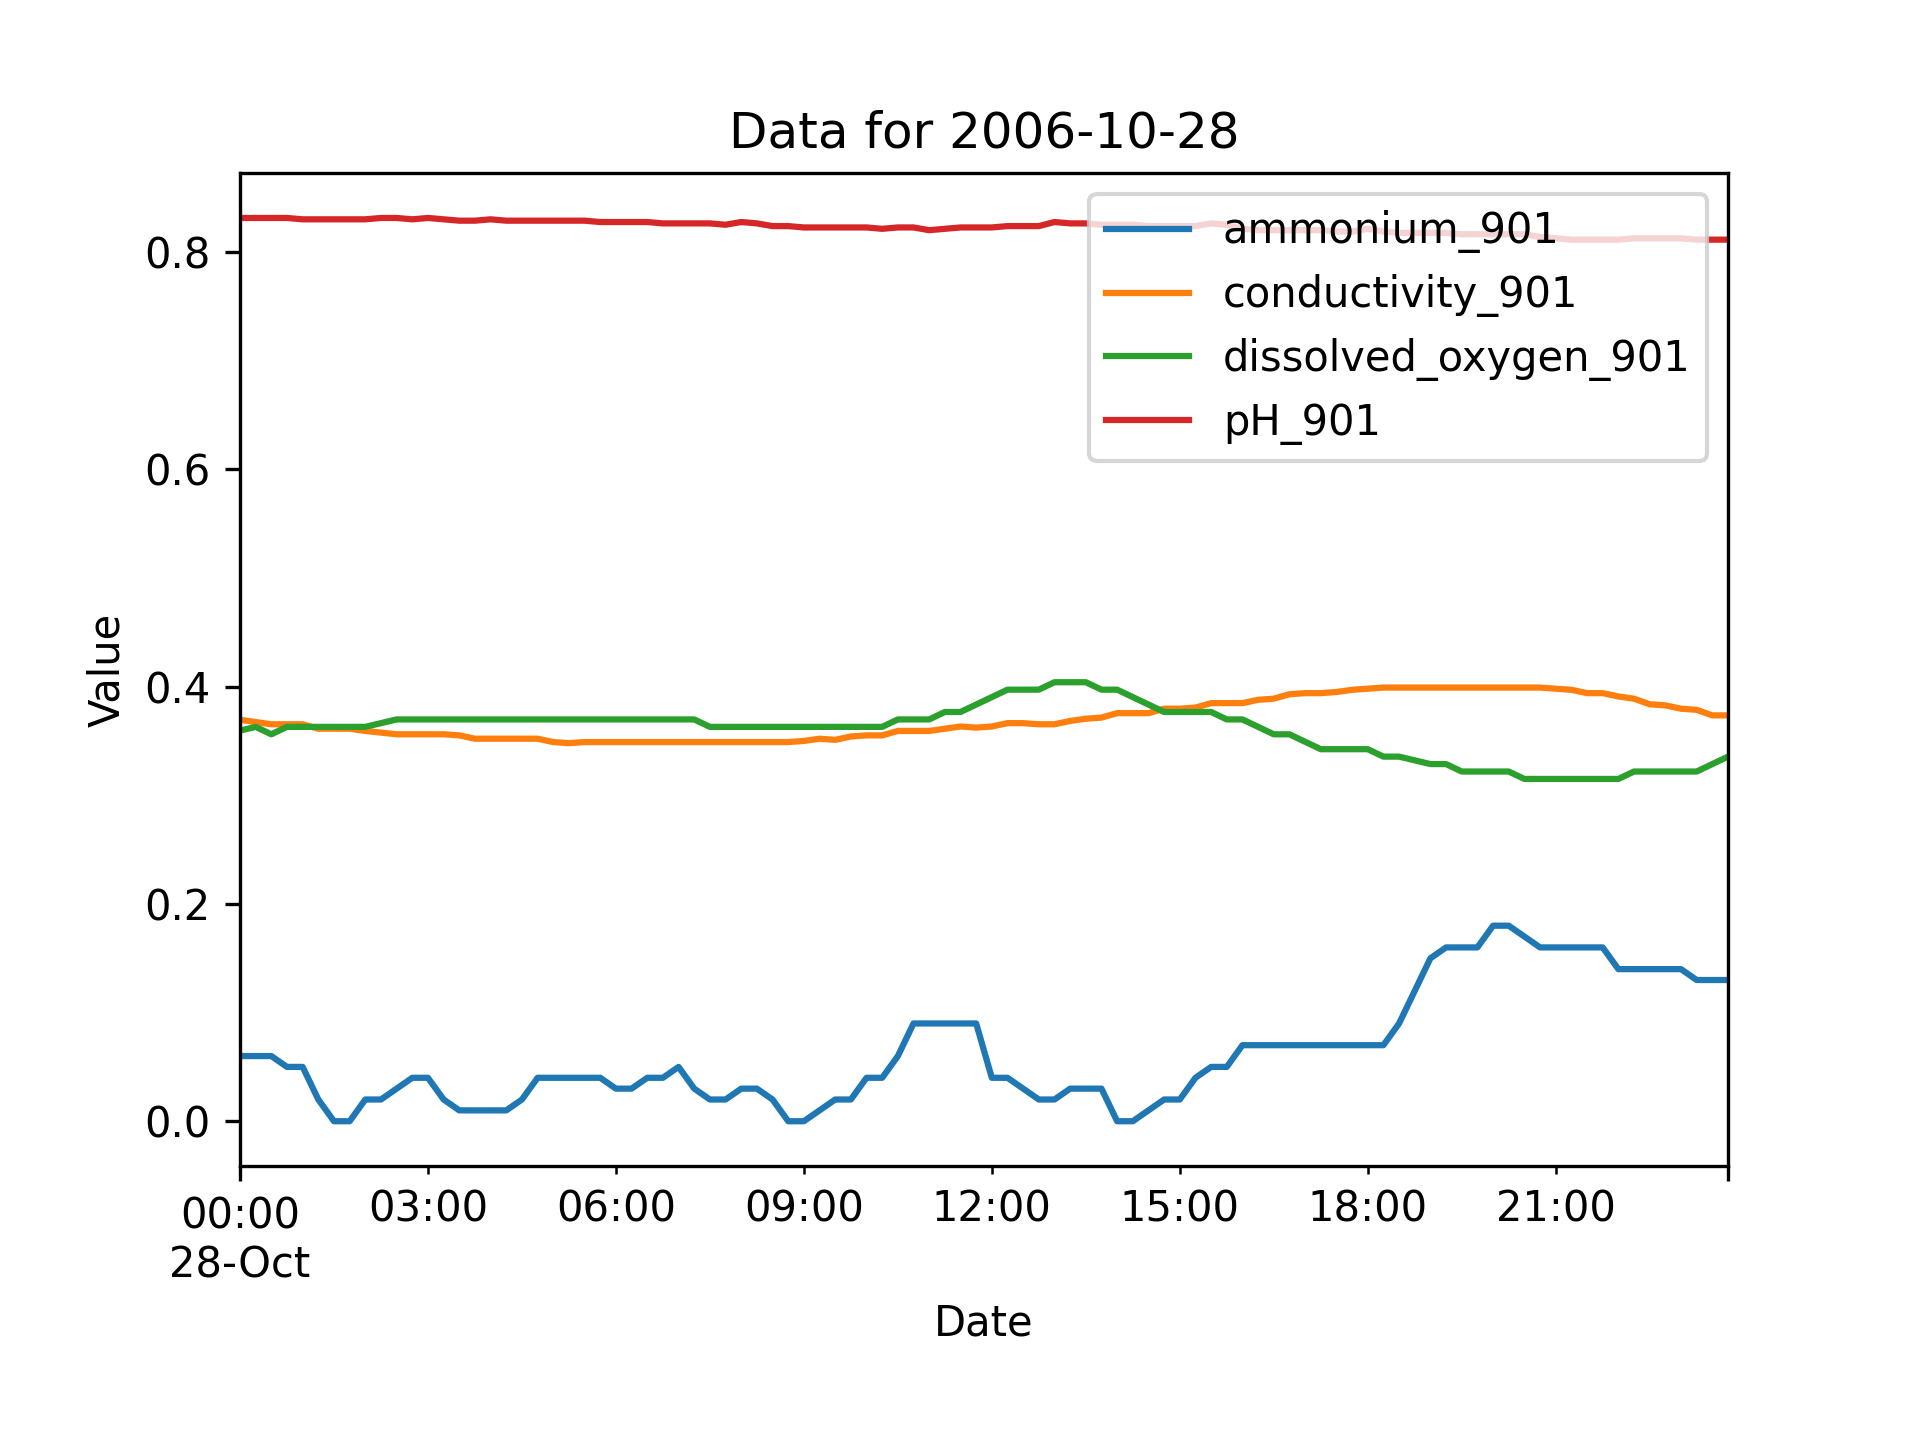 Data for 2006-10-28
ammonium_901
conductivity_901
dissolved_oxygen_901
pH_901
Value
0.8
0.6
0.4
0.2
0.0
00:00 03:00 06:00 09:00 12:00 15:00 18:00 21:00
28-Oct
Date